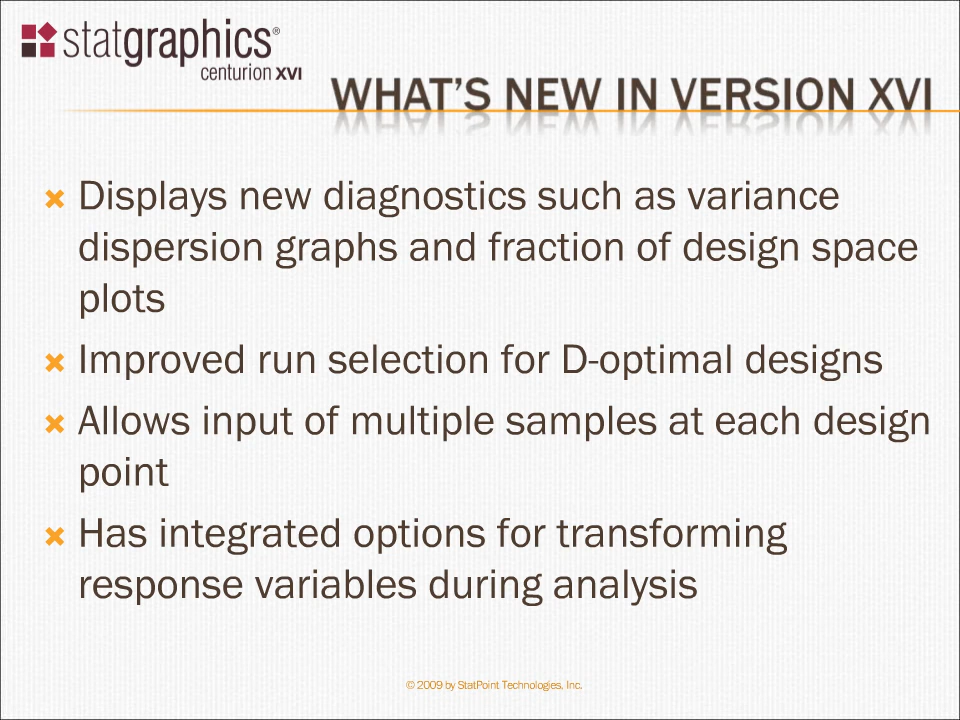 statgraphics®
centurion XVI
WHAT'S NEW IN VERSION XVI
Displays new diagnostics such as variance
dispersion graphs and fraction of design space
plots
Improved run selection for D-optimal designs
Allows input of multiple samples at each design
point
Has integrated options for transforming
response variables during analysis
© 2009 by StatPoint Technologies, Inc.